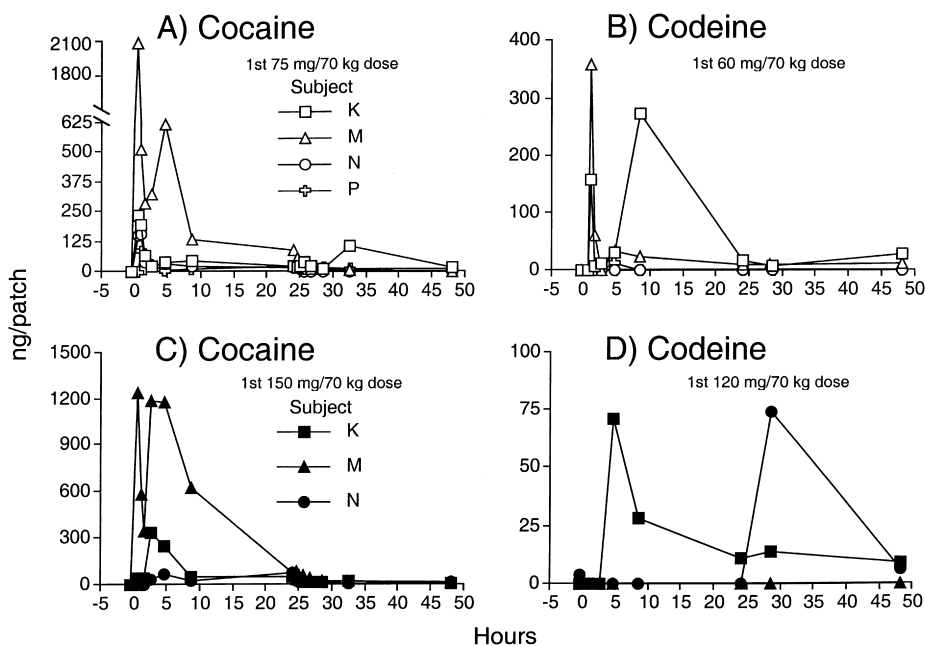 A) Cocaine
1st 75 mg/70 kg dose
Subject
K
M
N
P
2100
1800
625
500
375
250
125
0
-5 0 5 10 15 20 25 30 35 40 45 50
B) Codeine
1st 60 mg/70 kg dose
400
300
200
100
0
-5 0 5 10 15 20 25 30 35 40 45 50
ng/patch
C) Cocaine
1st 150 mg/70 kg dose
Subject
K
M
N
1500
1200
900
600
300
0
-5 0 5 10 15 20 25 30 35 40 45 50
D) Codeine
1st 120 mg/70 kg dose
100
75
50
25
0
-5 0 5 10 15 20 25 30 35 40 45 50
Hours